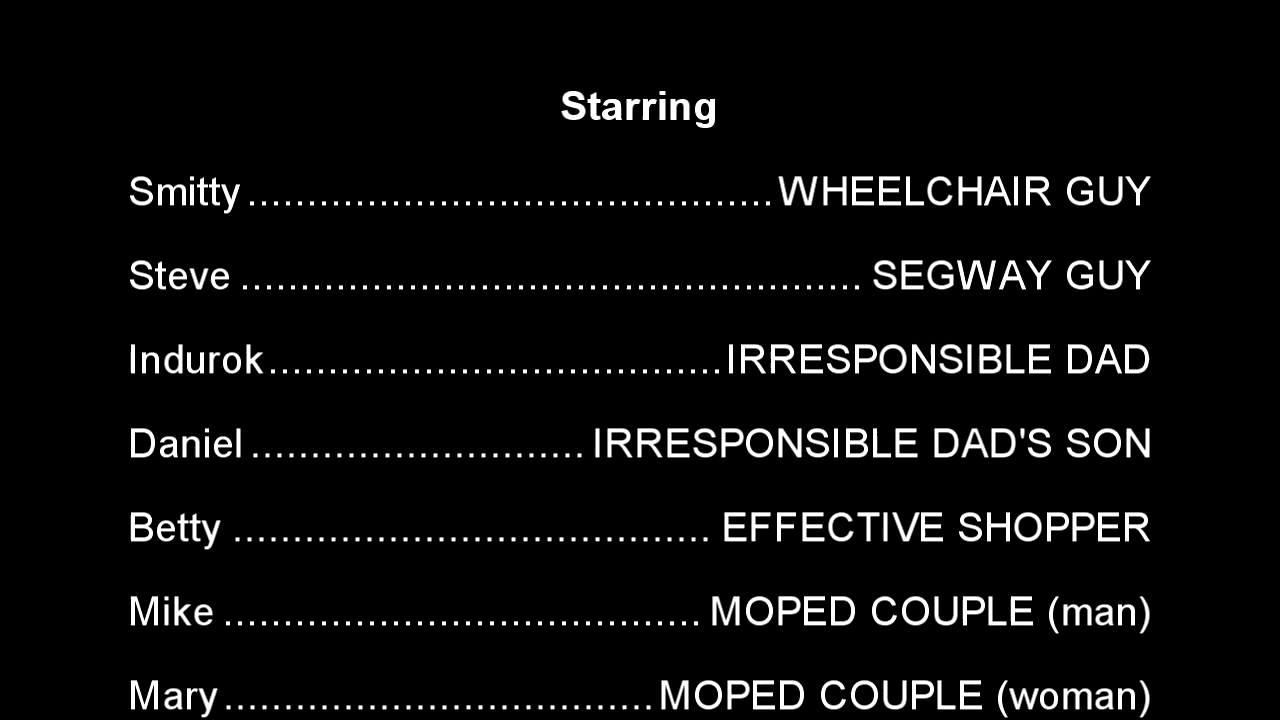 Starring
Smitty ............................................ WHEELCHAIR GUY
Steve .................................................... SEGWAY GUY
Indurok ...................................... IRRESPONSIBLE DAD
Daniel ............................ IRRESPONSIBLE DAD'S SON
Betty ........................................ EFFECTIVE SHOPPER
Mike ........................................ MOPED COUPLE (man)
Mary .................................... MOPED COUPLE (woman)